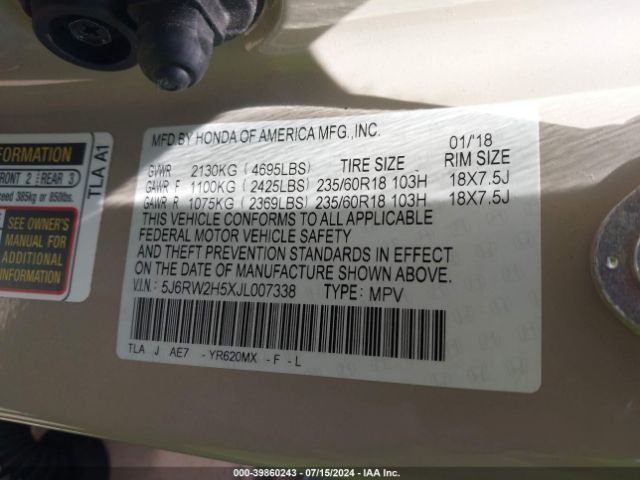 MFD BY HONDA OF AMERICA MFG.,INC. 01/'18
GVWR 2130KG ( 4695LBS) TIRE SIZE RIM SIZE
GAWR F 1100KG ( 2425LBS) 235/60R18 103H 18X7.5J
GAWR R 1075KG ( 2369LBS) 235/60R18 103H 18X7.5J
THIS VEHICLE CONFORMS TO ALL APPLICABLE
FEDERAL MOTOR VEHICLE SAFETY
AND THEFT PREVENTION STANDARDS IN EFFECT
ON THE DATE OF MANUFACTURE SHOWN ABOVE.
V.I.N.: 5J6RW2H5XJL007338 TYPE: MPV
TLA J AE7 - YR620MX - F - L
FORMATION
FRONT 2 REAR 3
385kg or 850lbs.
SEE OWNER'S
MANUAL FOR
ADDITIONAL
INFORMATION
TLA A1
000-39860243 - 07/15/2024 - IAA Inc.